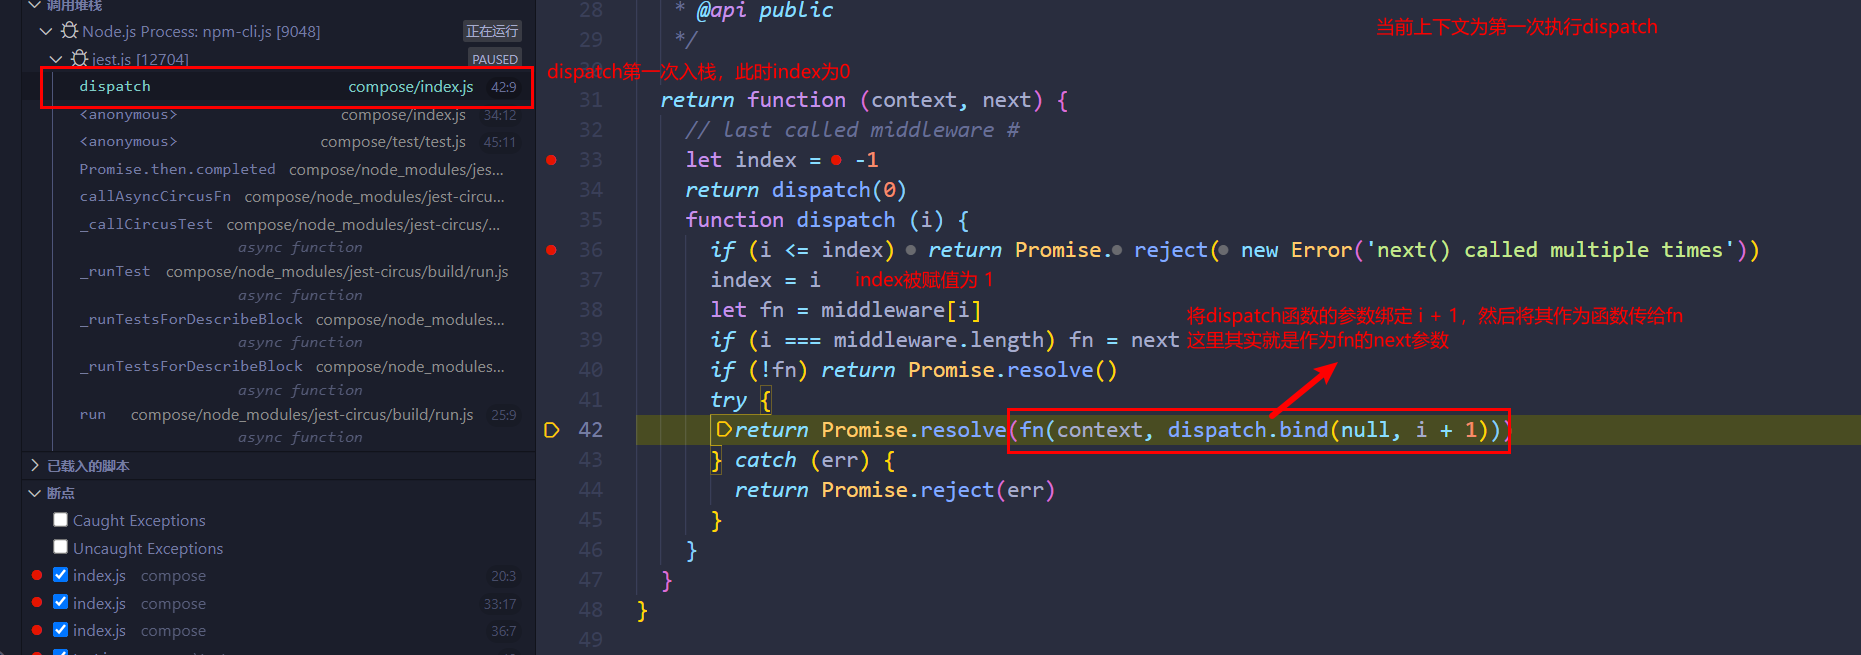 调用堆栈
Node.js Process: npm-cli.js [9048] 正在运行
jest.js [12704] PAUSED
dispatch compose/index.js 42:9
<anonymous> compose/index.js 34:12
<anonymous> compose/test/test.js 45:11
Promise.then.completed compose/node_modules/jes...
callAsyncCircusFn compose/node_modules/jest-circu...
_callCircusTest compose/node_modules/jest-circus/...
async function
_runTest compose/node_modules/jest-circus/build/run.js
async function
_runTestsForDescribeBlock compose/node_modules...
async function
_runTestsForDescribeBlock compose/node_modules...
async function
run compose/node_modules/jest-circus/build/run.js 25:9
async function
已载入的脚本
断点
Caught Exceptions
Uncaught Exceptions
index.js compose 20:3
index.js compose 33:17
index.js compose 36:7
28 * @api public
当前上下文为第一次执行dispatch
29 */
dispatch第一次入栈，此时index为0
31 return function (context, next) {
32 // last called middleware #
33 let index = -1
34 return dispatch(0)
35 function dispatch (i) {
36 if (i <= index) return Promise. reject( new Error('next() called multiple times'))
37 index = i index被赋值为 1
38 let fn = middleware[i]
将dispatch函数的参数绑定 i + 1，然后将其作为函数传给fn
39 if (i === middleware.length) fn = next
这里其实就是作为fn的next参数
40 if (!fn) return Promise.resolve()
41 try {
42 return Promise.resolve(fn(context, dispatch.bind(null, i + 1)))
43 } catch (err) {
44 return Promise.reject(err)
45 }
46 }
47 }
48 }
49